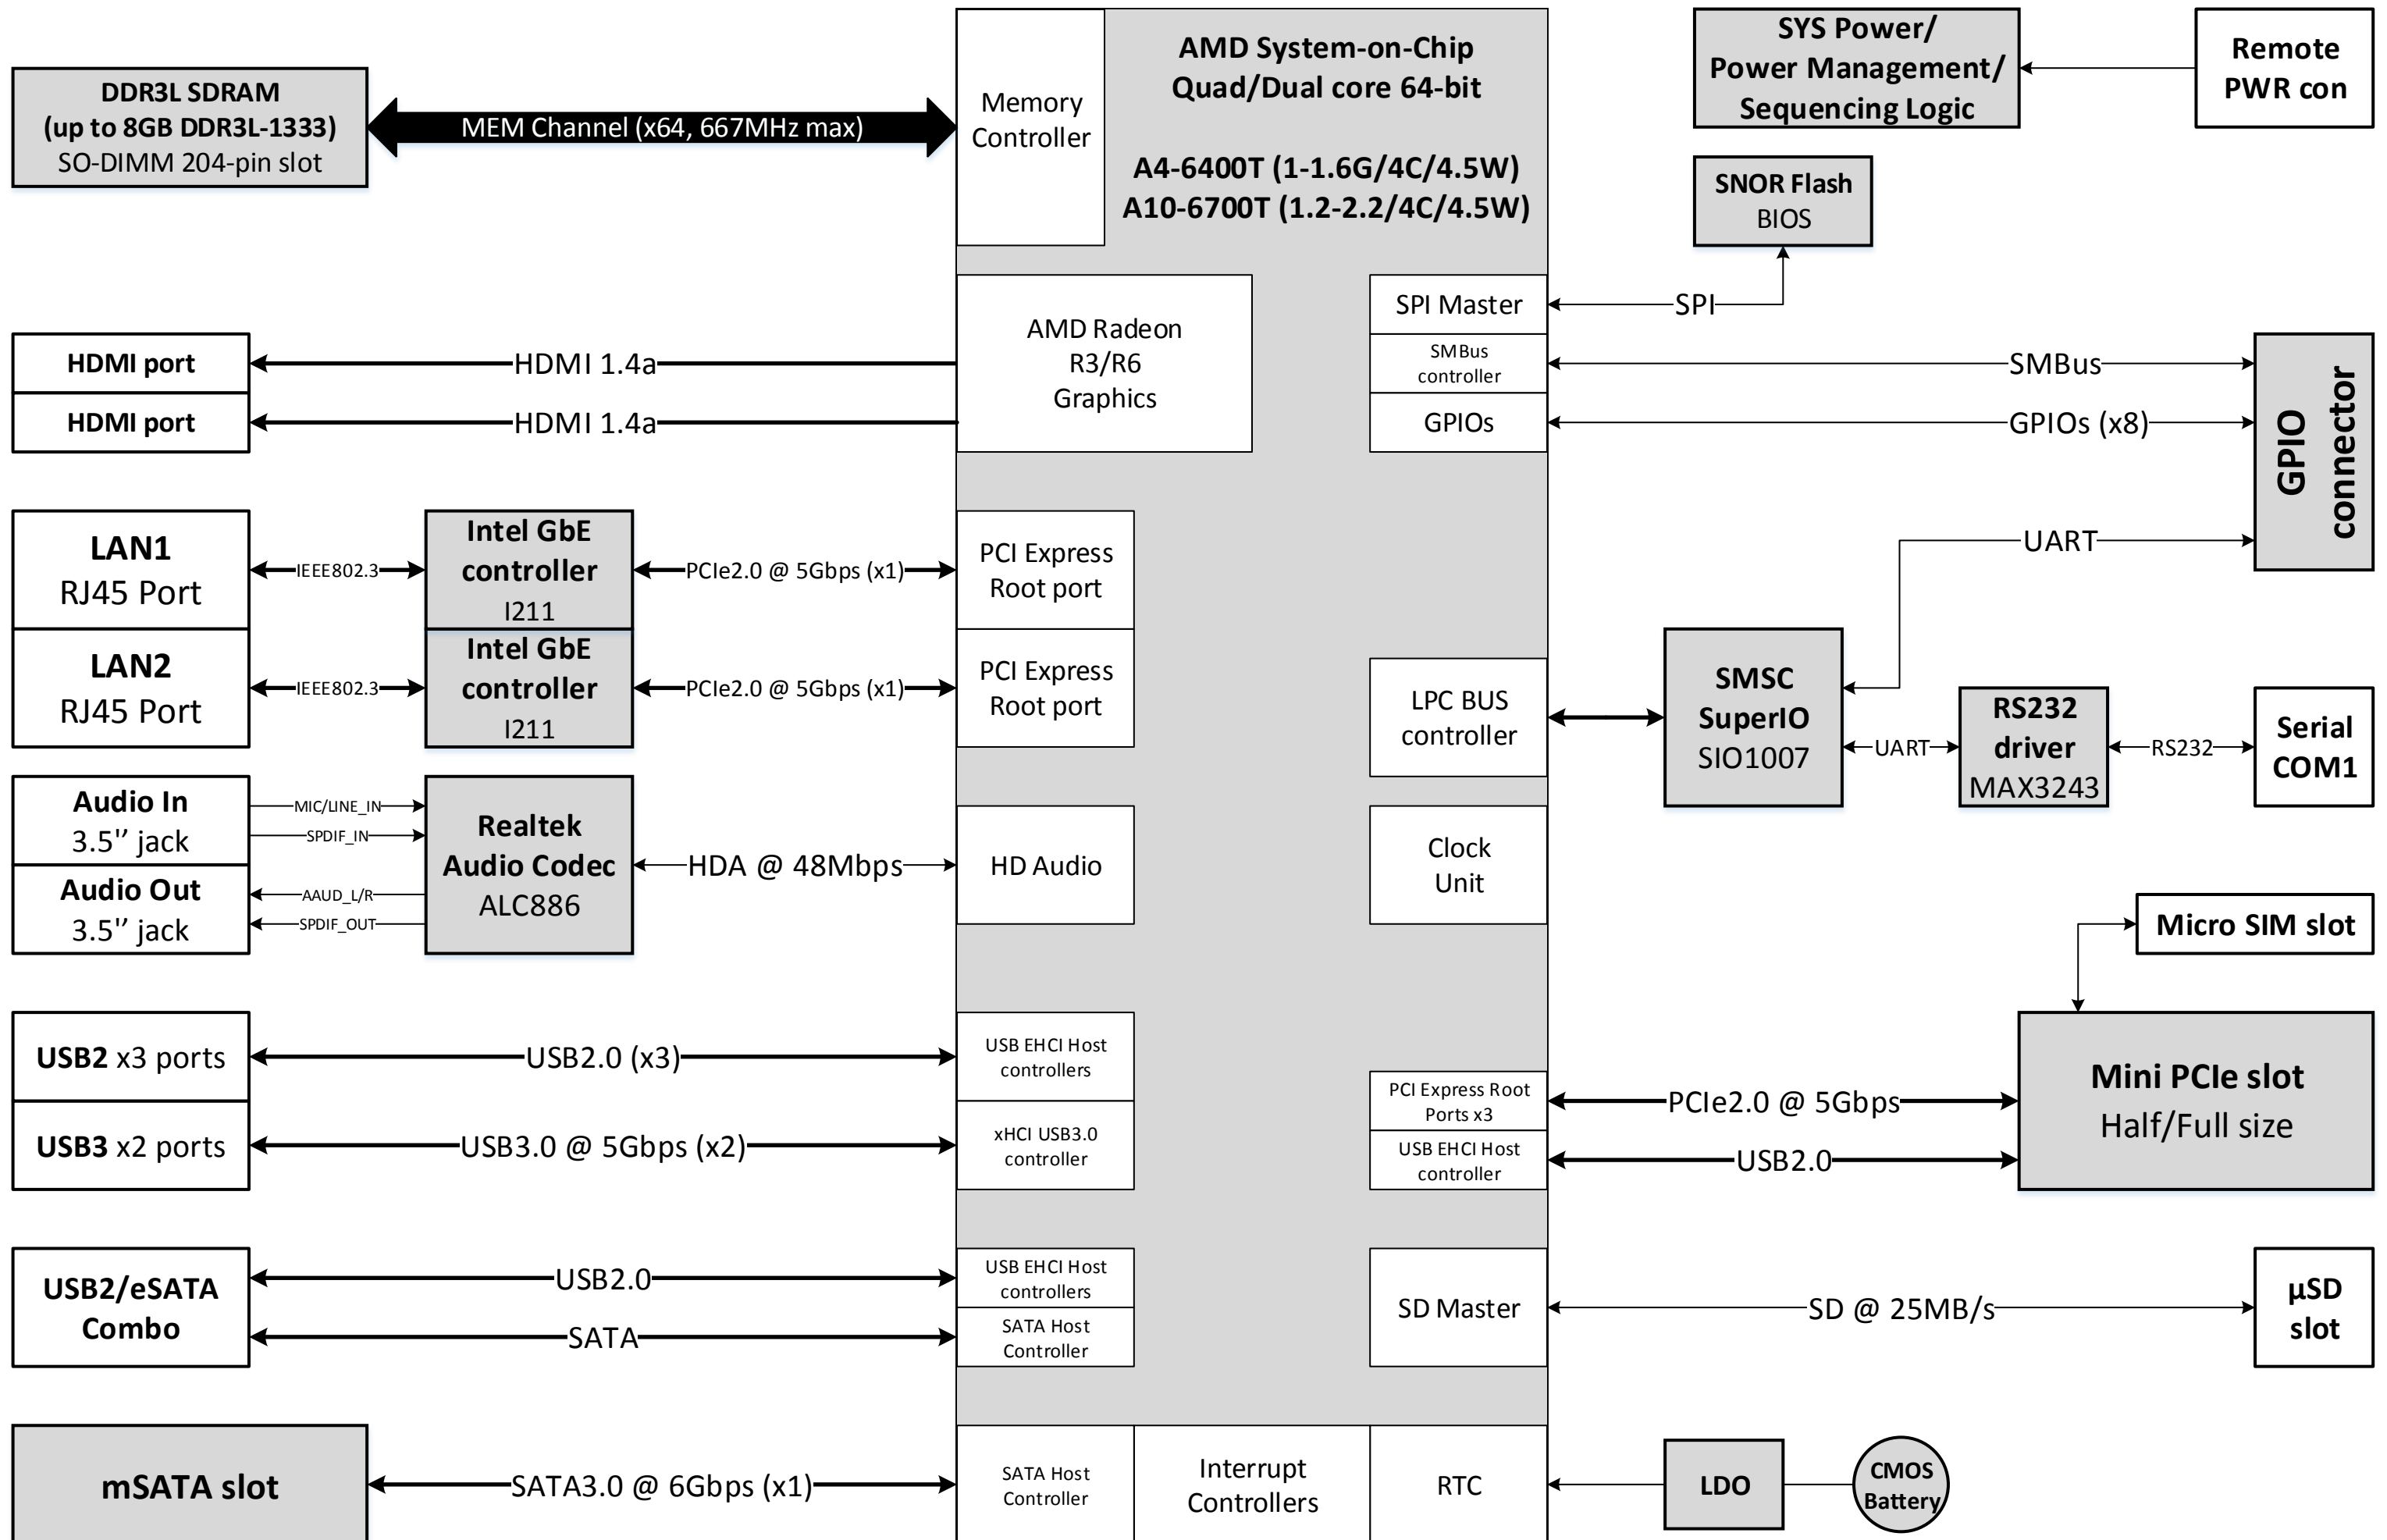 DDR3L SDRAM
(up to 8GB DDR3L-1333)
SO-DIMM 204-pin slot
MEM Channel (x64, 667MHz max)
Memory
Controller
AMD System-on-Chip
Quad/Dual core 64-bit
A4-6400T (1-1.6G/4C/4.5W)
A10-6700T (1.2-2.2/4C/4.5W)
SYS Power/
Power Management/
Sequencing Logic
Remote
PWR con
SNOR Flash
BIOS
HDMI port
HDMI 1.4a
HDMI port
HDMI 1.4a
AMD Radeon
R3/R6
Graphics
SPI Master
SPI
SMBus
controller
SMBus
GPIOs
GPIOs (x8)
GPIO
connector
UART
LAN1
RJ45 Port
IEEE802.3
Intel GbE
controller
I211
PCIe2.0 @ 5Gbps (x1)
PCI Express
Root port
LAN2
RJ45 Port
IEEE802.3
Intel GbE
controller
I211
PCIe2.0 @ 5Gbps (x1)
PCI Express
Root port
LPC BUS
controller
SMSC
SuperIO
SIO1007
UART
RS232
driver
MAX3243
RS232
Serial
COM1
Audio In
3.5'' jack
MIC/LINE_IN
SPDIF_IN
Audio Out
3.5'' jack
AAUD_L/R
SPDIF_OUT
Realtek
Audio Codec
ALC886
HDA @ 48Mbps
HD Audio
Clock
Unit
Micro SIM slot
USB2 x3 ports
USB2.0 (x3)
USB EHCI Host
controllers
USB3 x2 ports
USB3.0 @ 5Gbps (x2)
xHCI USB3.0
controller
PCI Express Root
Ports x3
PCIe2.0 @ 5Gbps
USB EHCI Host
controller
USB2.0
Mini PCIe slot
Half/Full size
USB2/eSATA
Combo
USB2.0
USB EHCI Host
controllers
SATA
SATA Host
Controller
SD Master
SD @ 25MB/s
µSD
slot
mSATA slot
SATA3.0 @ 6Gbps (x1)
SATA Host
Controller
Interrupt
Controllers
RTC
LDO
CMOS
Battery